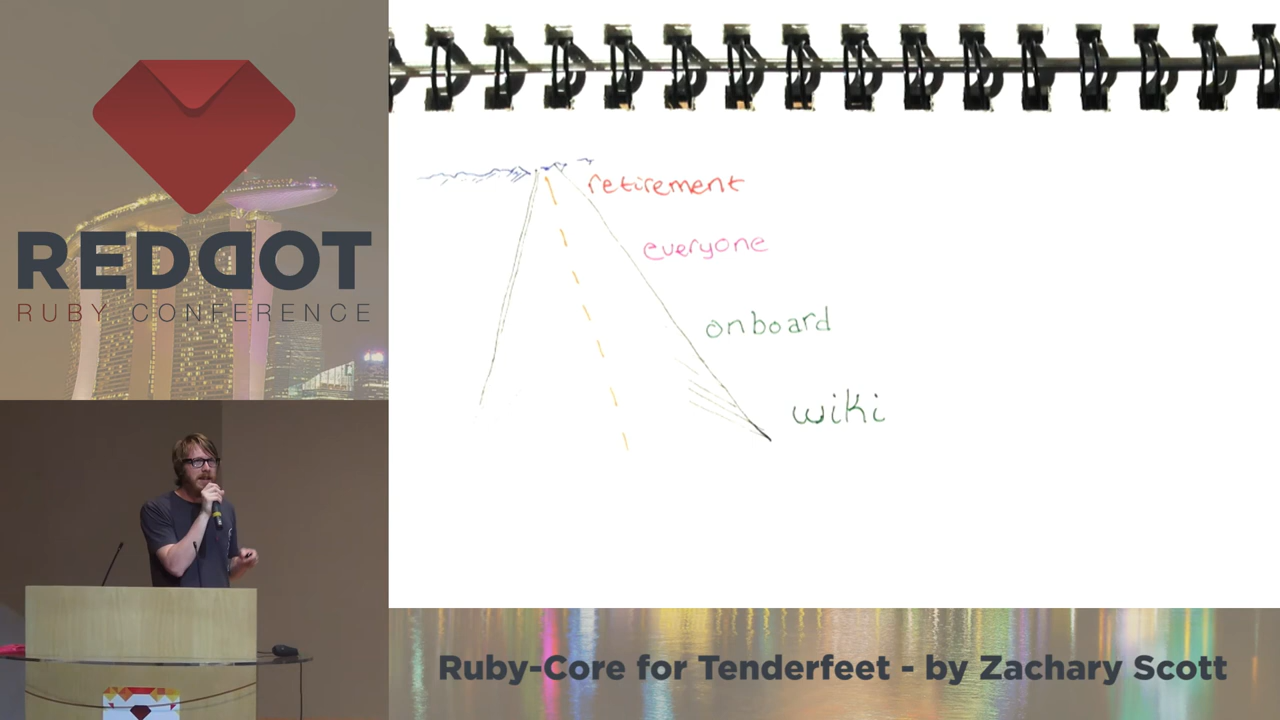 REDDOT
RUBY CONFERENCE
retirement
everyone
onboard
wiki
Ruby-Core for Tenderfeet - by Zachary Scott